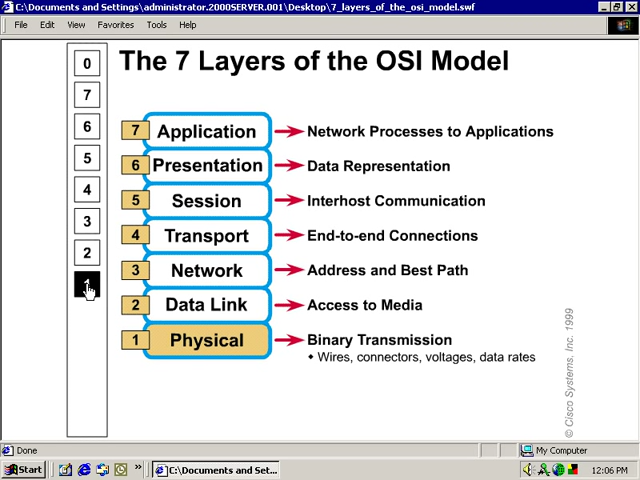 C:\Documents and Settings\administrator.2000SERVER.001\Desktop\7_layers_of_the_osi_model.swf
File Edit View Favorites Tools Help
The 7 Layers of the OSI Model
0
7
6
5
4
3
2
1
7 Application Network Processes to Applications
6 Presentation Data Representation
5 Session Interhost Communication
4 Transport End-to-end Connections
3 Network Address and Best Path
2 Data Link Access to Media
1 Physical Binary Transmission
• Wires, connectors, voltages, data rates
© Cisco Systems, Inc. 1999
Done My Computer
Start » C:\Documents and Set... 12:06 PM